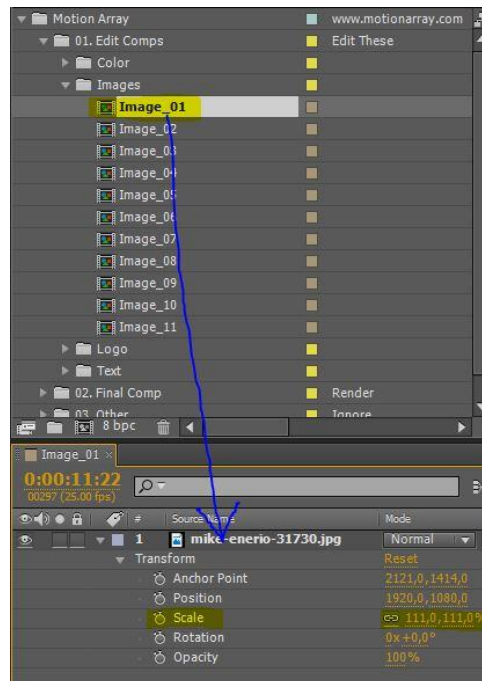 Motion Array www.motionarray.com
01. Edit Comps Edit These
Color
Images
Image_01
Image_02
Image_03
Image_04
Image_05
Image_06
Image_07
Image_08
Image_09
Image_10
Image_11
Logo
Text
02. Final Comp Render
03. Other Ignore
8 bpc
Image_01 ×
0:00:11:22
00297 (25.00 fps)
# Source Name Mode
1 mike-enerio-31730.jpg Normal
Transform Reset
Anchor Point 2121,0,1414,0
Position 1920,0,1080,0
Scale 111,0,111,0%
Rotation 0x+0,0°
Opacity 100%